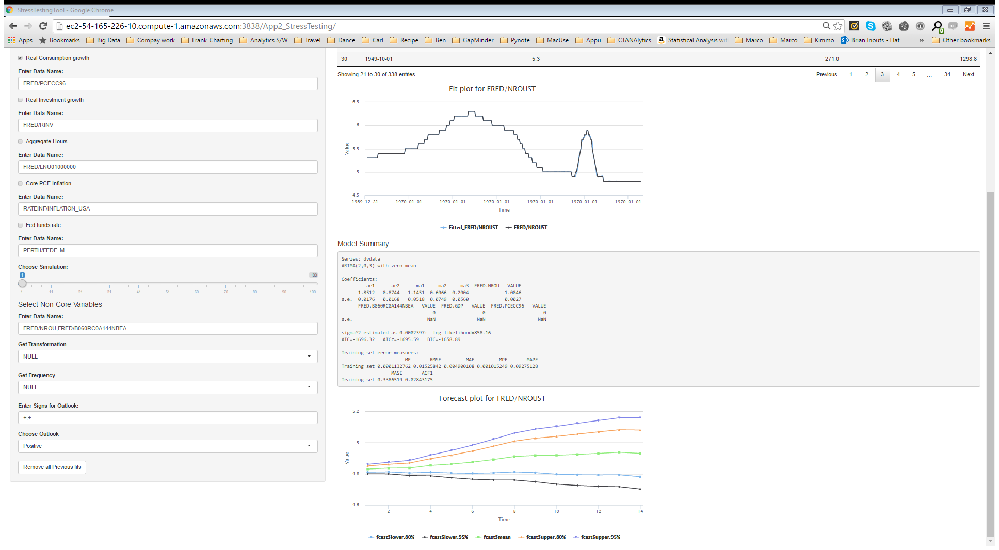 StressTestingTool - Google Chrome
ec2-54-165-226-10.compute-1.amazonaws.com:3838/App2_StressTesting/
Apps Bookmarks Big Data Compay work Frank_Charting Analytics S/W Travel Dance Carl Recipe Ben GapMinder Pynote MacUse Appu CTANAlytics Statistical Analysis wit Marco Marco Kimmo Brian Inouts - Flat » Other bookmarks
Real Consumption growth
Enter Data Name:
FRED/PCECC96
Real Investment growth
Enter Data Name:
FRED/RINV
Aggregate Hours
Enter Data Name:
FRED/LNU01000000
Core PCE Inflation
Enter Data Name:
RATEINF/INFLATION_USA
Fed funds rate
Enter Data Name:
PERTH/FEDF_M
Choose Simulation:
1 100
1 11 21 31 41 51 60 70 80 90 100
Select Non Core Variables
Enter Data Name:
FRED/NROU,FRED/B060RC0A144NBEA
Get Transformation
NULL
Get Frequency
NULL
Enter Signs for Outlook:
+,+
Choose Outlook
Positive
Remove all Previous fits
30 1949-10-01 5.3 271.0 1298.8
Showing 21 to 30 of 338 entries
Previous 1 2 3 4 5 … 34 Next
Fit plot for FRED/NROUST
6.5
6
5.5
5
4.5
Value
1969-12-31 1970-01-01 1970-01-01 1970-01-01 1970-01-01 1970-01-01 1970-01-01
Time
Fitted_FRED/NROUST FRED/NROUST
Model Summary
Series: dvdata
ARIMA(2,0,3) with zero mean
Coefficients:
ar1 ar2 ma1 ma2 ma3 FRED.NROU - VALUE
1.8512 -0.8744 -1.1451 0.6066 0.2004 1.0046
s.e. 0.0176 0.0168 0.0518 0.0749 0.0560 0.0027
FRED.B060RC0A144NBEA - VALUE FRED.GDP - VALUE FRED.PCECC96 - VALUE
0 0 0
s.e. NaN NaN NaN
sigma^2 estimated as 0.0002397: log likelihood=858.16
AIC=-1696.32 AICc=-1695.59 BIC=-1658.89
Training set error measures:
ME RMSE MAE MPE MAPE
Training set 0.0001132762 0.01525842 0.004900108 0.001015249 0.09275128
MASE ACF1
Training set 0.3386519 0.02843175
Forecast plot for FRED/NROUST
5.2
5
4.8
4.6
Value
2 4 6 8 10 12 14
Time
fcast$lower.80% fcast$lower.95% fcast$mean fcast$upper.80% fcast$upper.95%